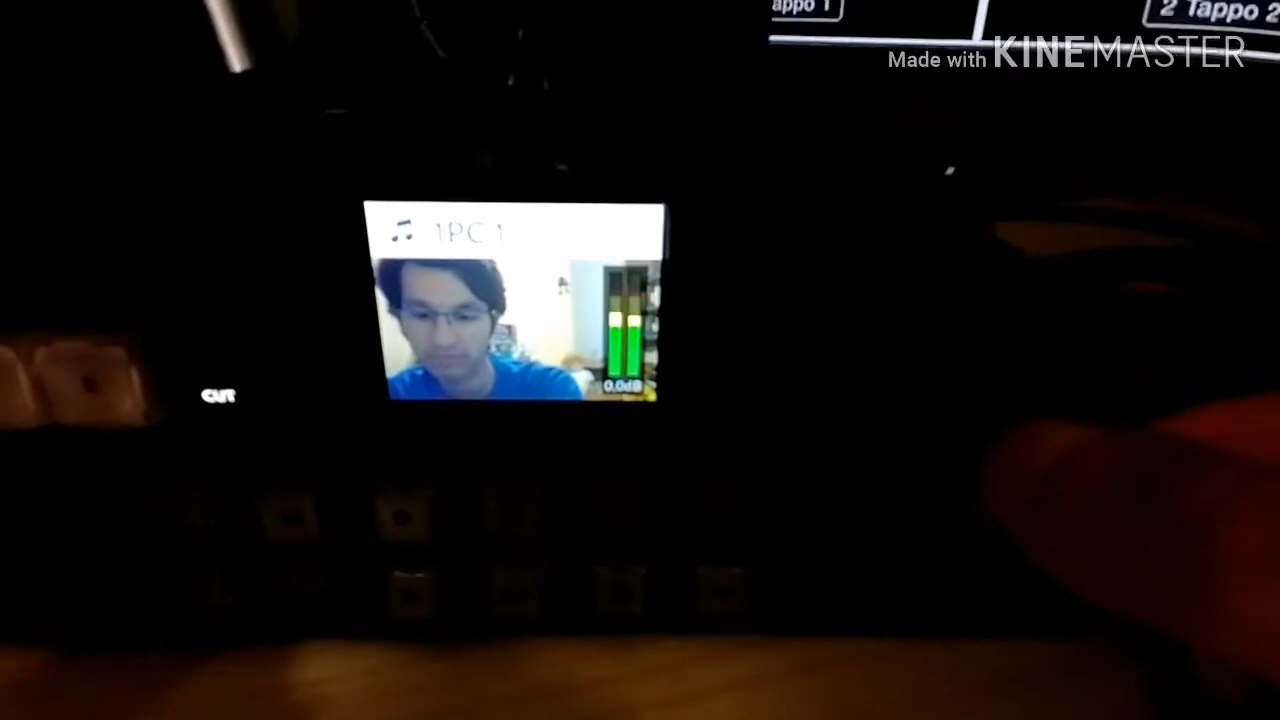 appo 1
2 Tappo 2
Made with KINEMASTER
1PC 1
0.0dB
CUT